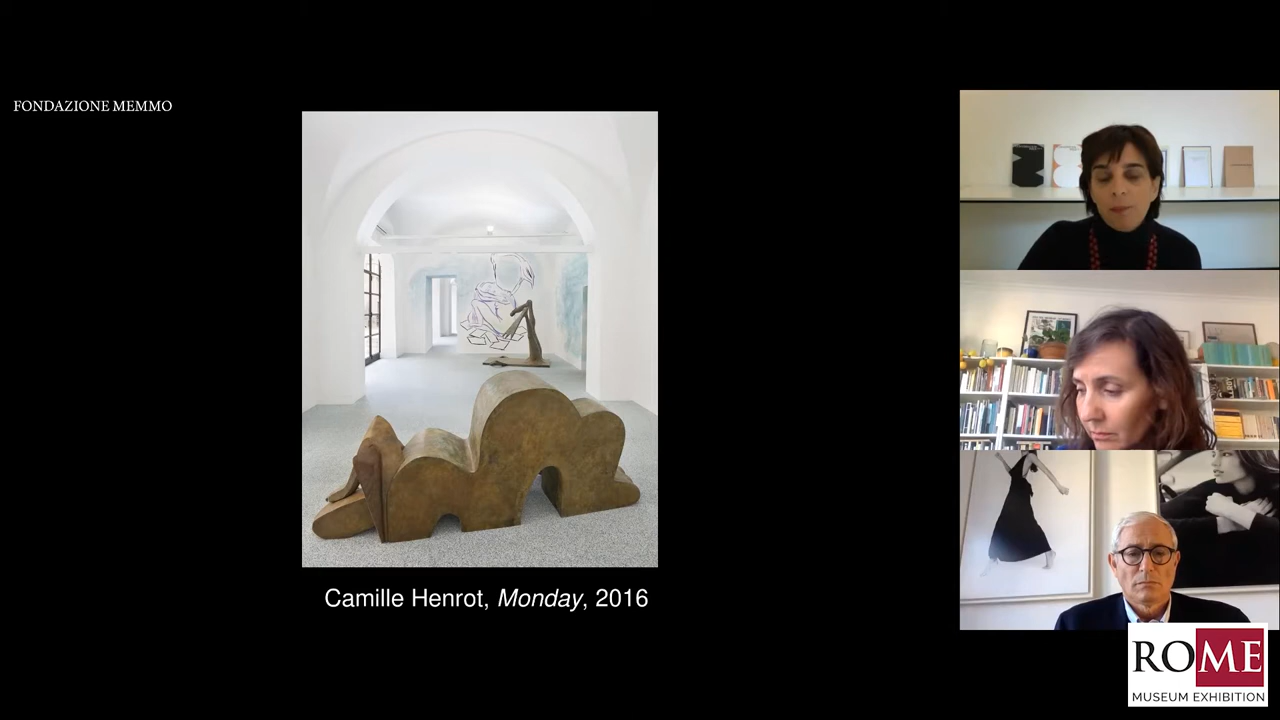 FONDAZIONE MEMMO
Camille Henrot, Monday, 2016
ROME
MUSEUM EXHIBITION